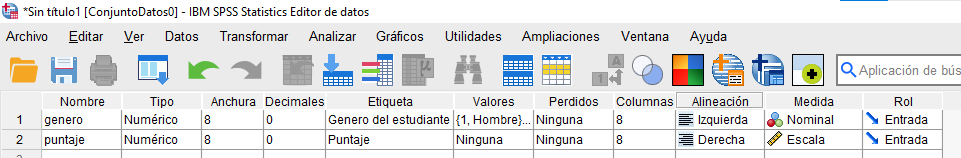 *Sin título1 [ConjuntoDatos0] - IBM SPSS Statistics Editor de datos
Archivo Editar Ver Datos Transformar Analizar Gráficos Utilidades Ampliaciones Ventana Ayuda
Aplicación de bús
Nombre Tipo Anchura Decimales Etiqueta Valores Perdidos Columnas Alineación Medida Rol
1 genero Numérico 8 0 Genero del estudiante {1, Hombre}... Ninguna 8 Izquierda Nominal Entrada
2 puntaje Numérico 8 0 Puntaje Ninguna Ninguna 8 Derecha Escala Entrada